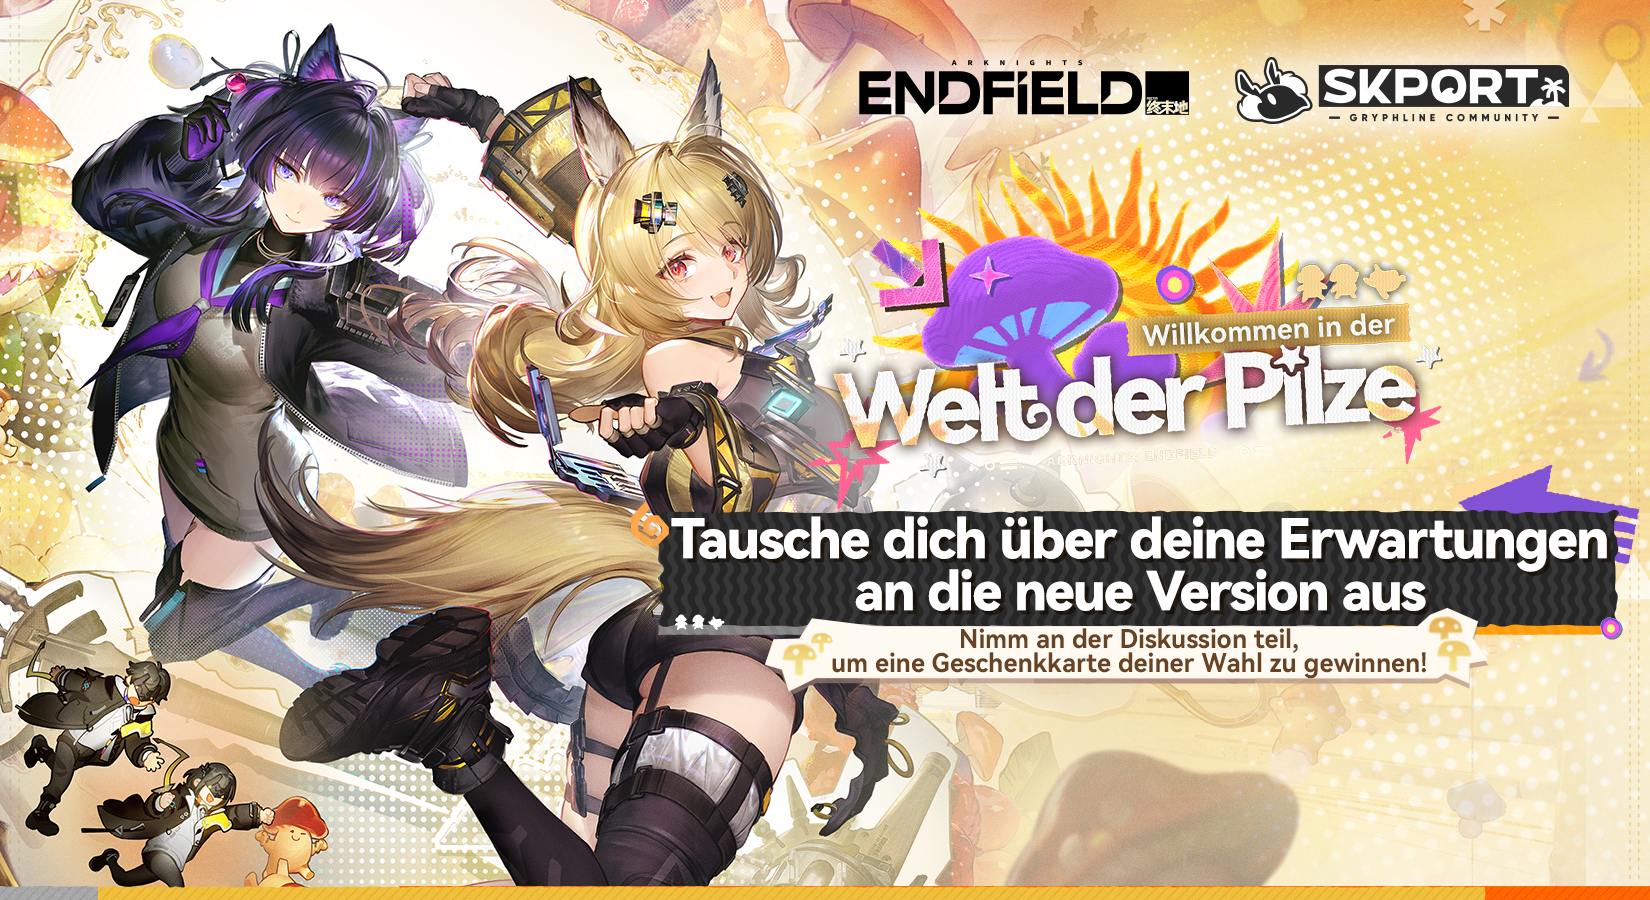 ARKNIGHTS
ENDFIELD
终末地
SKPORT
GRYPHLINE COMMUNITY
Willkommen in der
Welt der Pilze
Tausche dich über deine Erwartungen
an die neue Version aus
Nimm an der Diskussion teil,
um eine Geschenkkarte deiner Wahl zu gewinnen!